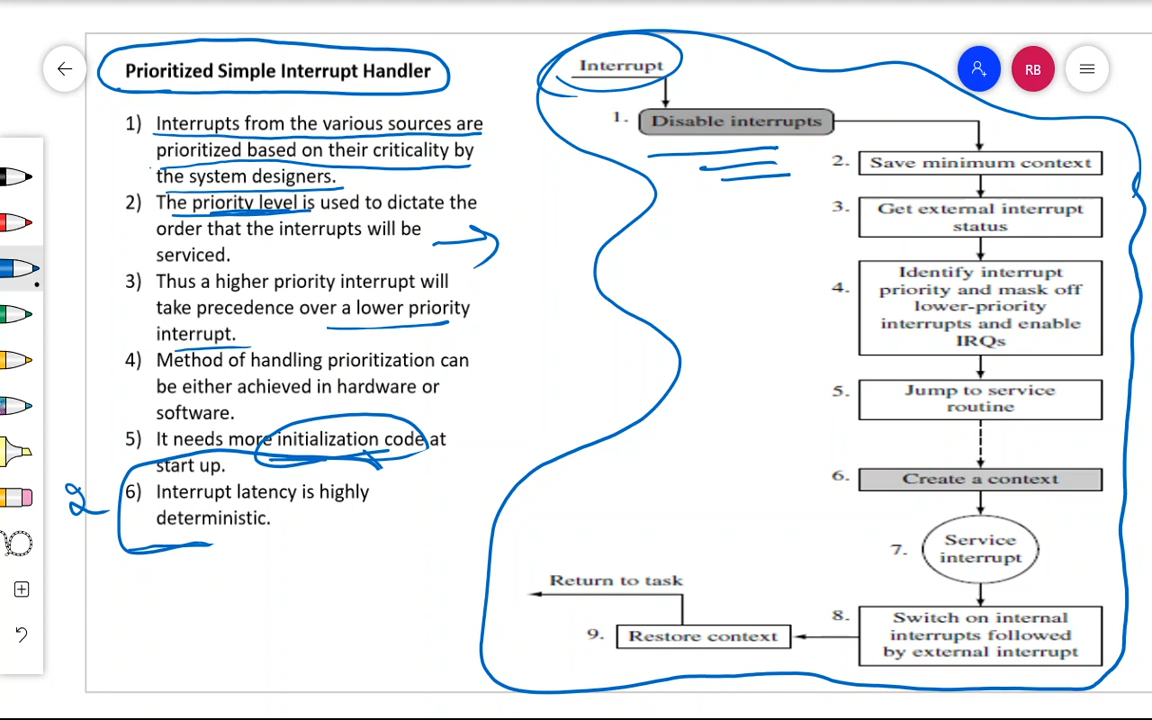 Prioritized Simple Interrupt Handler
1) Interrupts from the various sources are
prioritized based on their criticality by
the system designers.
2) The priority level is used to dictate the
order that the interrupts will be
serviced.
3) Thus a higher priority interrupt will
take precedence over a lower priority
interrupt.
4) Method of handling prioritization can
be either achieved in hardware or
software.
5) It needs more initialization code at
start up.
6) Interrupt latency is highly
deterministic.
2
Interrupt
1. Disable interrupts
2. Save minimum context
3. Get external interrupt
status
4. Identify interrupt
priority and mask off
lower-priority
interrupts and enable
IRQs
5. Jump to service
routine
6. Create a context
7. Service
interrupt
8. Switch on internal
interrupts followed
by external interrupt
9. Restore context
Return to task
RB